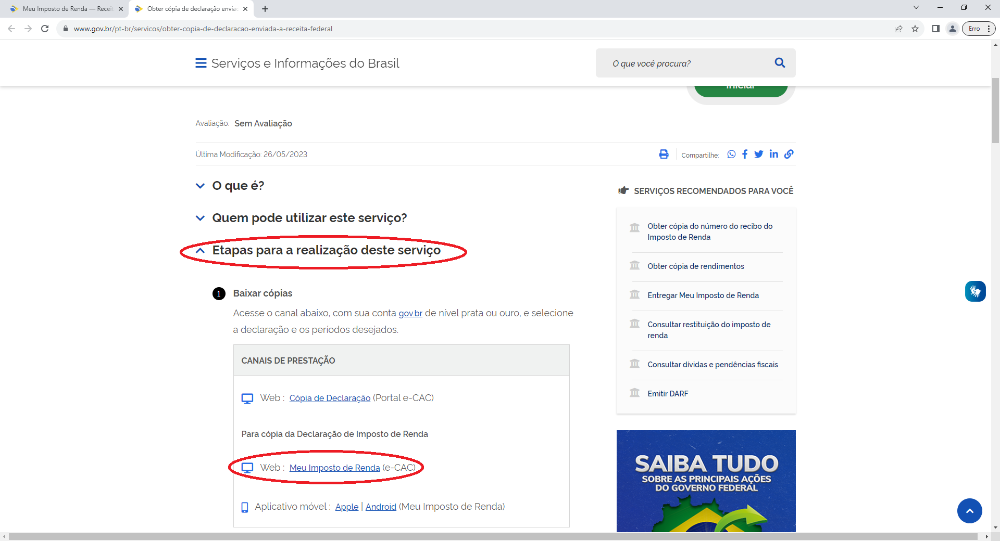 Meu Imposto de Renda — Receit
Obter cópia de declaração envia
www.gov.br/pt-br/servicos/obter-copia-de-declaracao-enviada-a-receita-federal
Erro
Serviços e Informações do Brasil
O que você procura?
Iniciar
Avaliação: Sem Avaliação
Última Modificação: 26/05/2023
Compartilhe:
O que é?
Quem pode utilizar este serviço?
Etapas para a realização deste serviço
1 Baixar cópias
Acesse o canal abaixo, com sua conta gov.br de nível prata ou ouro, e selecione
a declaração e os períodos desejados.
CANAIS DE PRESTAÇÃO
Web : Cópia de Declaração (Portal e-CAC)
Para cópia da Declaração de Imposto de Renda
Web : Meu Imposto de Renda (e-CAC)
Aplicativo móvel : Apple | Android (Meu Imposto de Renda)
SERVIÇOS RECOMENDADOS PARA VOCÊ
Obter cópia do número do recibo do
Imposto de Renda
Obter cópia de rendimentos
Entregar Meu Imposto de Renda
Consultar restituição do imposto de
renda
Consultar dívidas e pendências fiscais
Emitir DARF
SAIBA TUDO
SOBRE AS PRINCIPAIS AÇÕES
DO GOVERNO FEDERAL